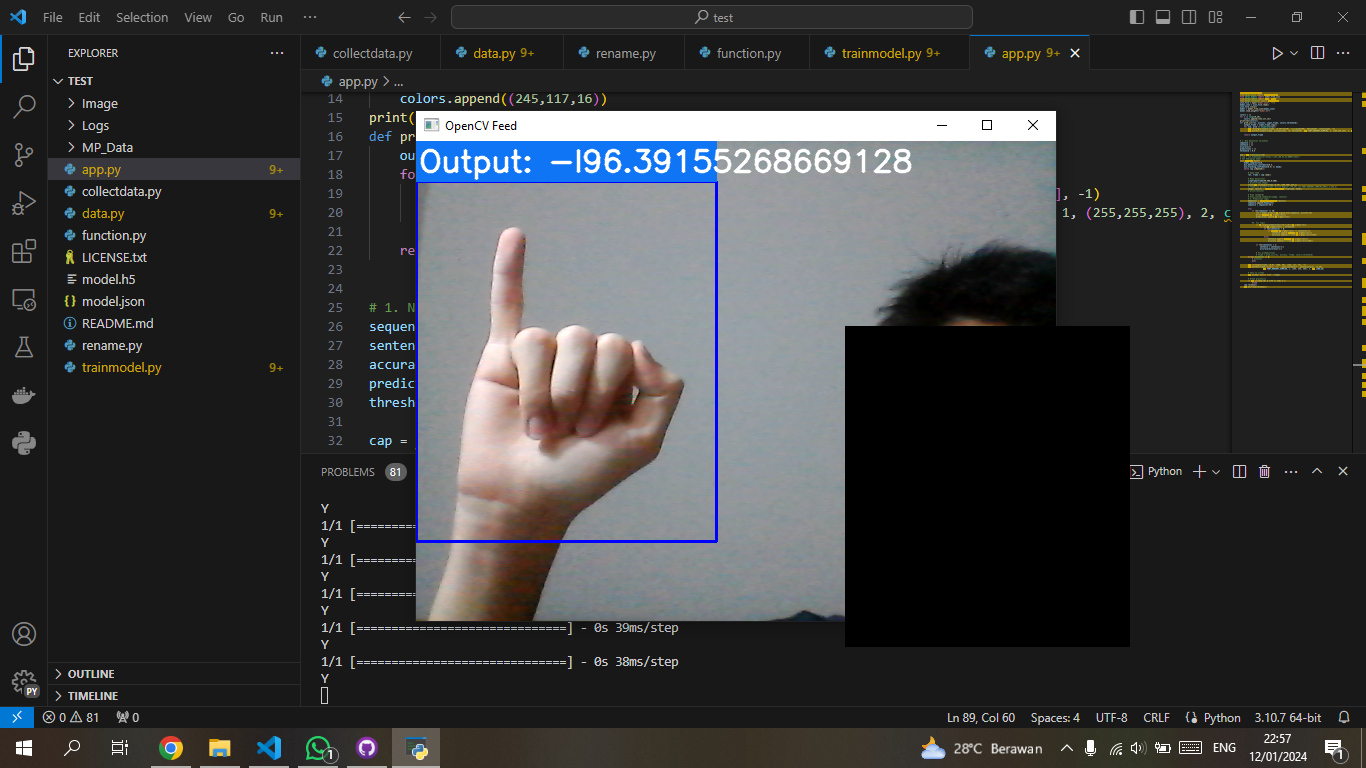 File Edit Selection View Go Run ··· test
EXPLORER ···
TEST
Image
Logs
MP_Data
app.py 9+
collectdata.py
data.py 9+
function.py
LICENSE.txt
model.h5
model.json
README.md
rename.py
trainmodel.py 9+
OUTLINE
TIMELINE
collectdata.py data.py 9+ rename.py function.py trainmodel.py 9+ app.py 9+
app.py > ...
14 colors.append((245,117,16))
15 print(
16 def pr
17 ou
18 fo
19 ], -1)
20 1, (255,255,255), 2, c
21
22 re
23
24
25 # 1. N
26 sequen
27 senten
28 accura
29 predic
30 thresh
31
32 cap =
OpenCV Feed
Output: -I96.39155268669128
PROBLEMS 81 Python
Y
1/1 [=========
Y
1/1 [=========
Y
1/1 [=========
Y
1/1 [==============================] - 0s 39ms/step
Y
1/1 [==============================] - 0s 38ms/step
Y
PY
0 81 0 Ln 89, Col 60 Spaces: 4 UTF-8 CRLF Python 3.10.7 64-bit
1 28°C Berawan ENG 22:57
12/01/2024 1